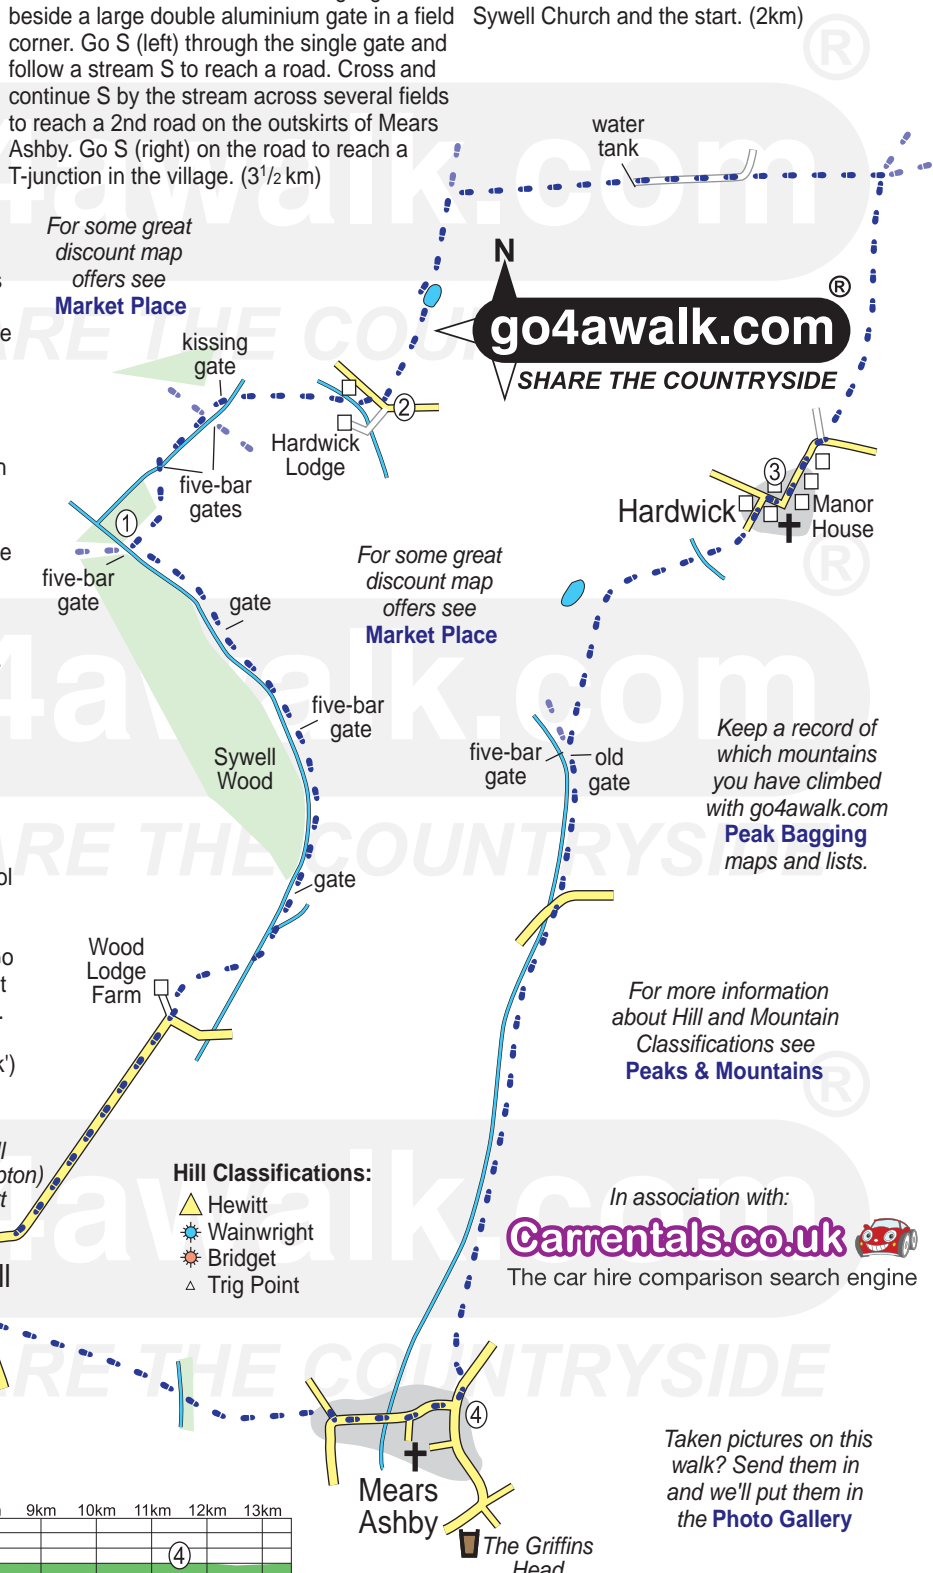 beside a large double aluminium gate in a field
corner. Go S (left) through the single gate and
follow a stream S to reach a road. Cross and
continue S by the stream across several fields
to reach a 2nd road on the outskirts of Mears
Ashby. Go S (right) on the road to reach a
T-junction in the village. (3 1/2 km)
Sywell Church and the start. (2km)
water
tank
For some great
discount map
offers see
Market Place
N
go4awalk.com
®
SHARE THE COUNTRYSIDE
kissing
gate
2
Hardwick
Lodge
five-bar
gates
1
five-bar
gate
3
Hardwick
Manor
House
For some great
discount map
offers see
Market Place
gate
five-bar
gate
Sywell
Wood
five-bar
gate
old
gate
Keep a record of
which mountains
you have climbed
with go4awalk.com
Peak Bagging
maps and lists.
gate
Wood
Lodge
Farm
For more information
about Hill and Mountain
Classifications see
Peaks & Mountains
Hill Classifications:
Hewitt
Wainwright
Bridget
Trig Point
In association with:
Carrentals.co.uk
The car hire comparison search engine
4
Mears
Ashby
The Griffins
Head
Taken pictures on this
walk? Send them in
and we'll put them in
the Photo Gallery
9km 10km 11km 12km 13km
4